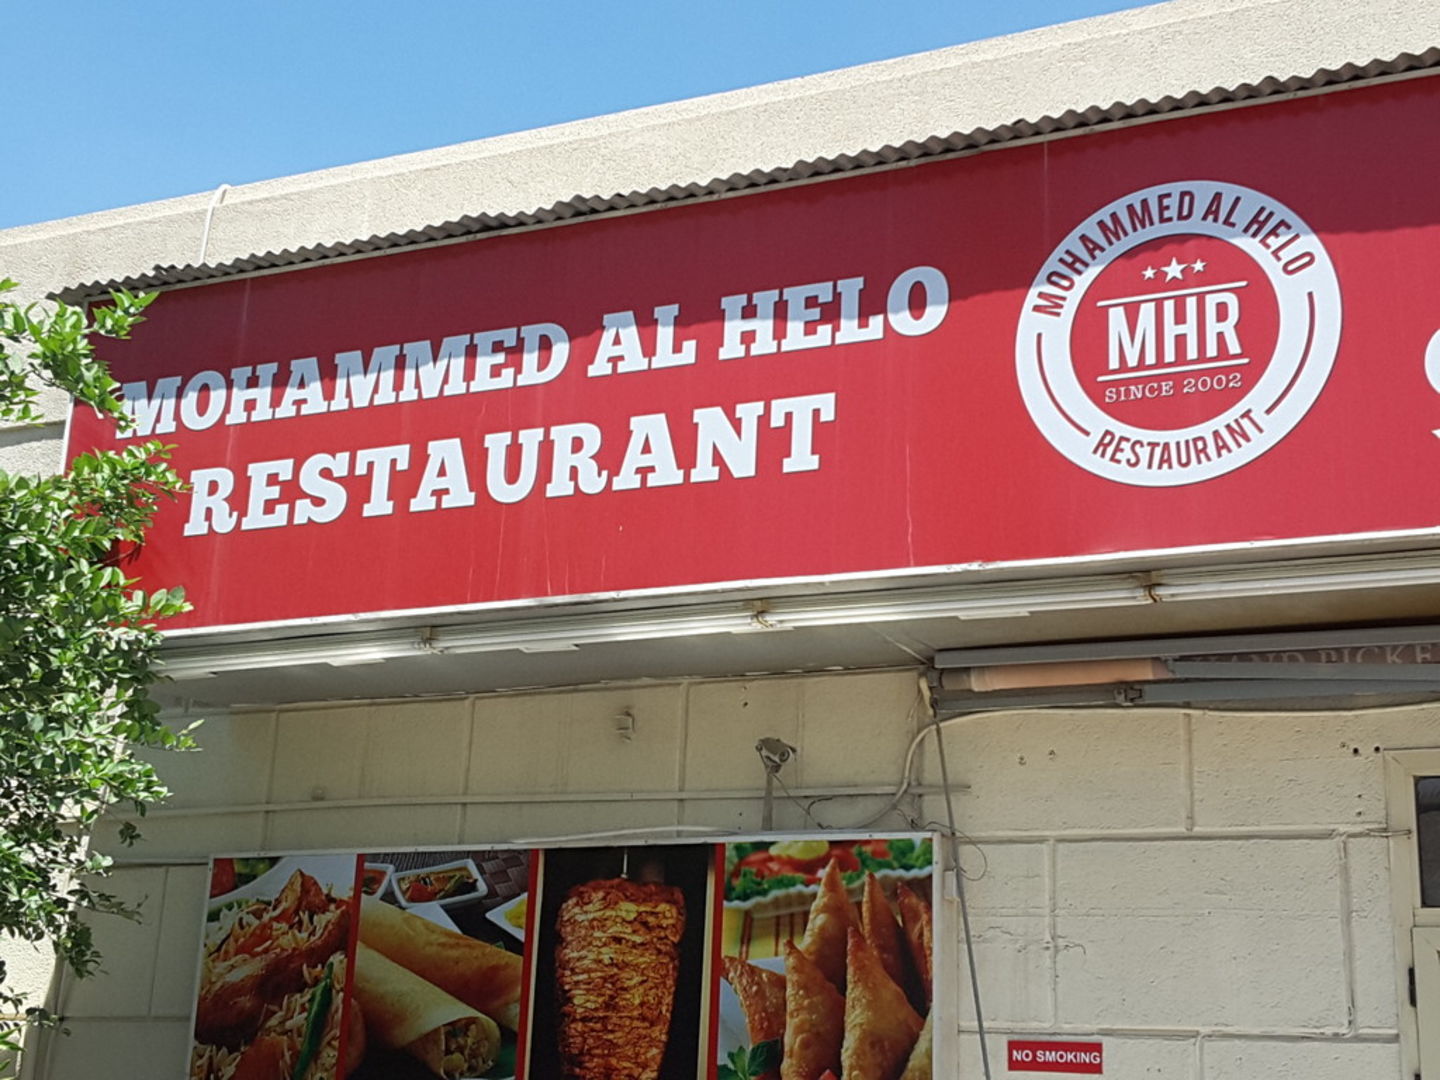 MOHAMMED AL HELO
RESTAURANT
MOHAMMED AL HELO
MHR
SINCE 2002
RESTAURANT
NO SMOKING